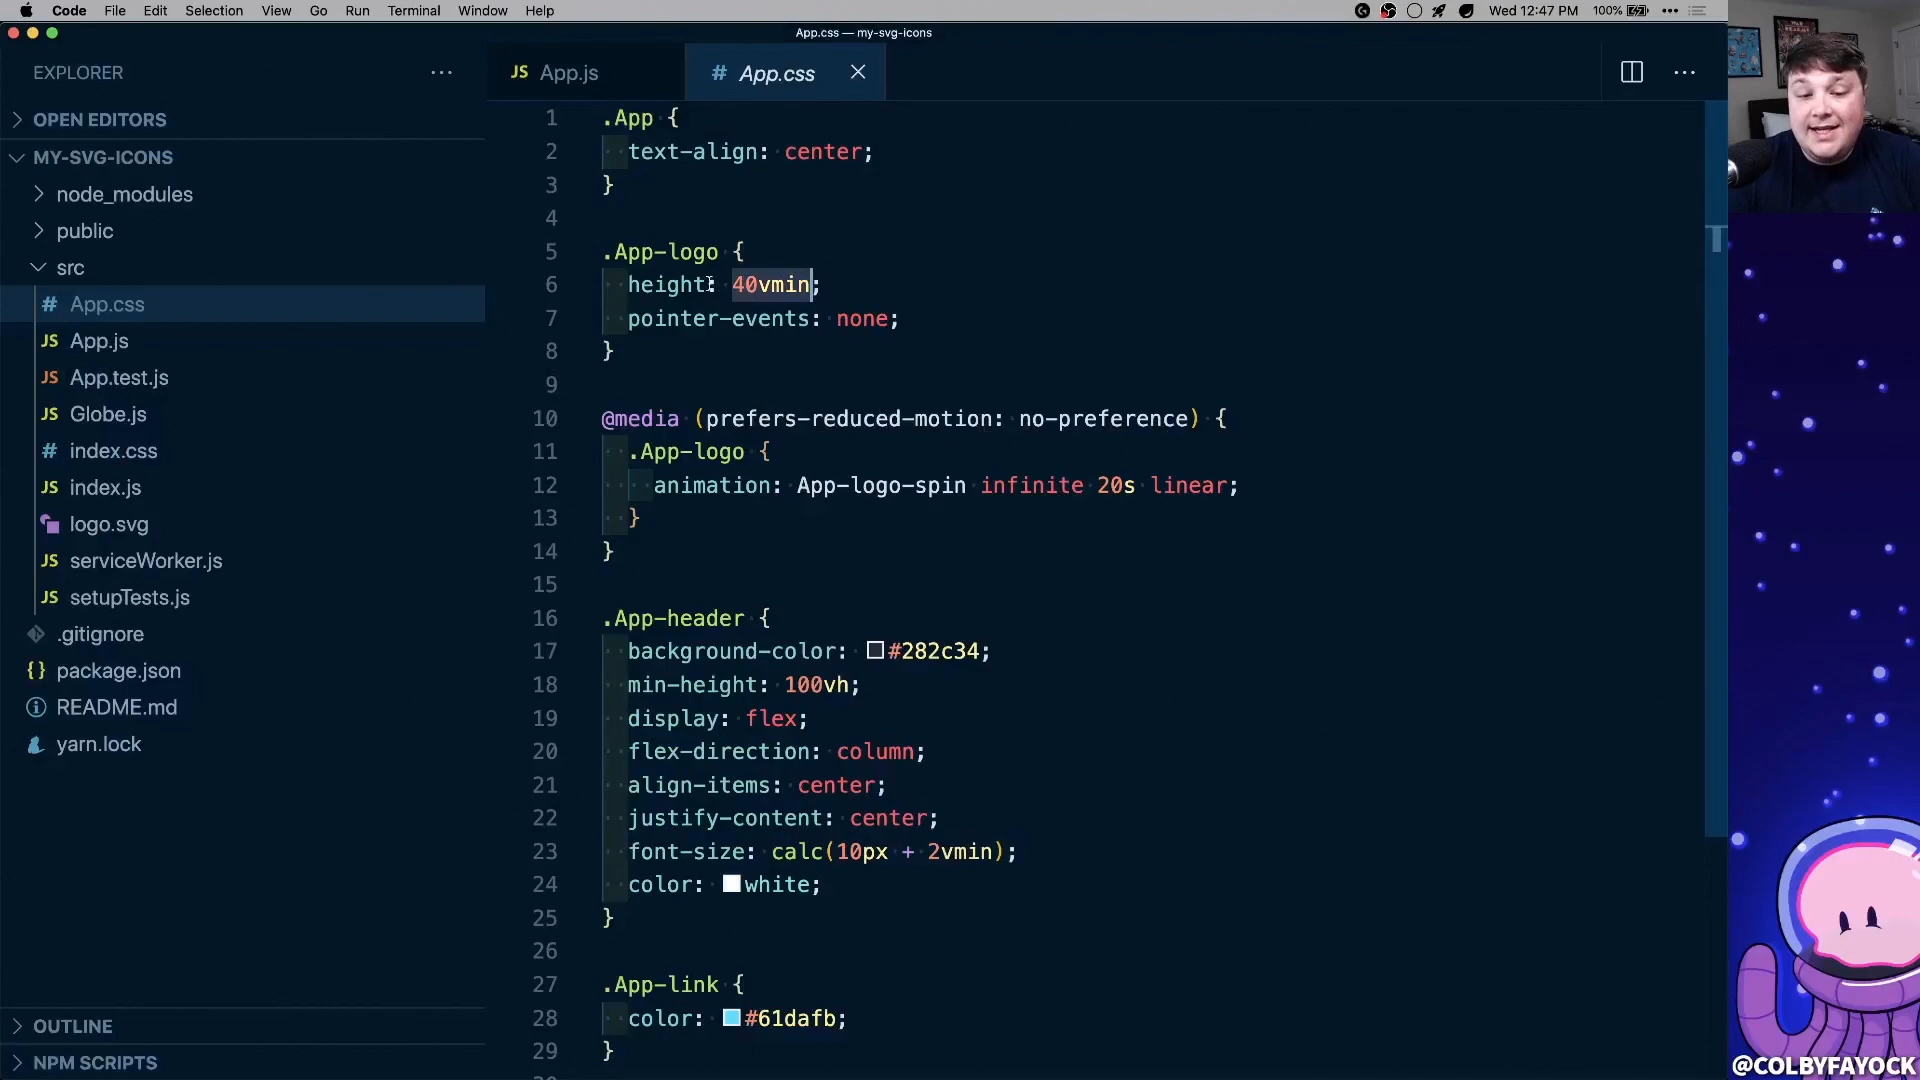 Code File Edit Selection View Go Run Terminal Window Help Wed 12:47 PM 100%
App.css — my-svg-icons
EXPLORER
JS App.js
# App.css
OPEN EDITORS
MY-SVG-ICONS
node_modules
public
src
# App.css
JS App.js
JS App.test.js
JS Globe.js
# index.css
JS index.js
logo.svg
JS serviceWorker.js
JS setupTests.js
.gitignore
{} package.json
README.md
yarn.lock
OUTLINE
NPM SCRIPTS
1 .App {
2 text-align: center;
3 }
4
5 .App-logo {
6 height: 40vmin;
7 pointer-events: none;
8 }
9
10 @media (prefers-reduced-motion: no-preference) {
11 .App-logo {
12 animation: App-logo-spin infinite 20s linear;
13 }
14 }
15
16 .App-header {
17 background-color: #282c34;
18 min-height: 100vh;
19 display: flex;
20 flex-direction: column;
21 align-items: center;
22 justify-content: center;
23 font-size: calc(10px + 2vmin);
24 color: white;
25 }
26
27 .App-link {
28 color: #61dafb;
29 }
@COLBYFAYOCK